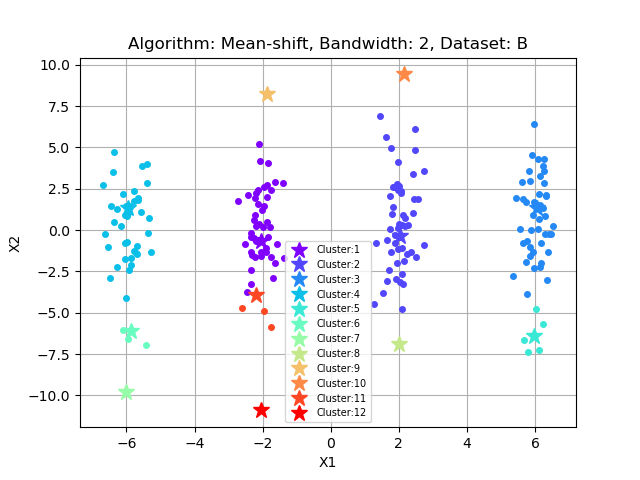 Algorithm: Mean-shift, Bandwidth: 2, Dataset: B
10.0
7.5
5.0
2.5
0.0
−2.5
−5.0
−7.5
−10.0
X2
Cluster:1
Cluster:2
Cluster:3
Cluster:4
Cluster:5
Cluster:6
Cluster:7
Cluster:8
Cluster:9
Cluster:10
Cluster:11
Cluster:12
−6 −4 −2 0 2 4 6
X1